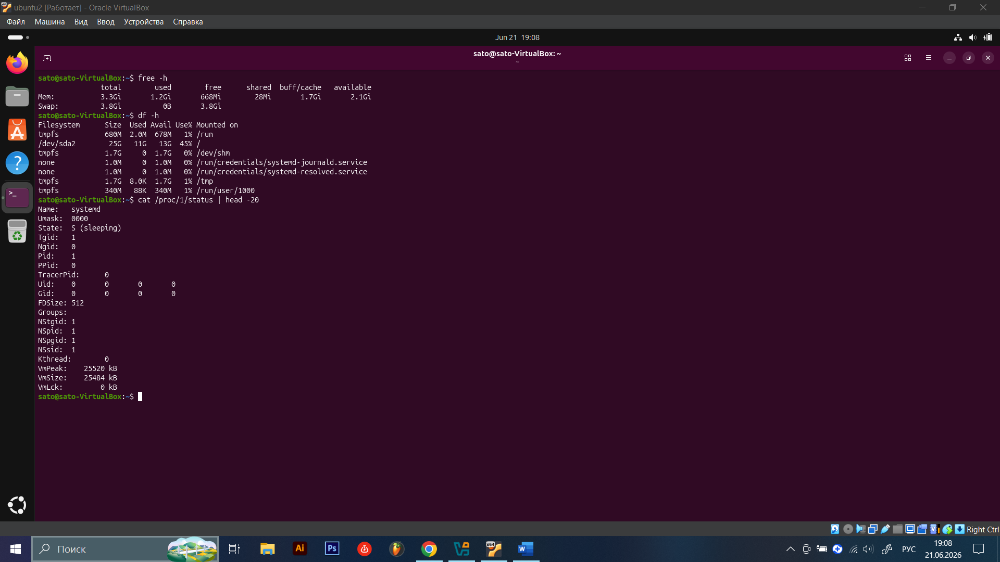 ubuntu2 [Работает] - Oracle VirtualBox
Файл Машина Вид Ввод Устройства Справка
Jun 21 19:08
sato@sato-VirtualBox: ~
~
sato@sato-VirtualBox:~$ free -h
total used free shared buff/cache available
Mem: 3.3Gi 1.2Gi 668Mi 28Mi 1.7Gi 2.1Gi
Swap: 3.8Gi 0B 3.8Gi
sato@sato-VirtualBox:~$ df -h
Filesystem Size Used Avail Use% Mounted on
tmpfs 680M 2.0M 678M 1% /run
/dev/sda2 25G 11G 13G 45% /
tmpfs 1.7G 0 1.7G 0% /dev/shm
none 1.0M 0 1.0M 0% /run/credentials/systemd-journald.service
none 1.0M 0 1.0M 0% /run/credentials/systemd-resolved.service
tmpfs 1.7G 8.0K 1.7G 1% /tmp
tmpfs 340M 88K 340M 1% /run/user/1000
sato@sato-VirtualBox:~$ cat /proc/1/status | head -20
Name: systemd
Umask: 0000
State: S (sleeping)
Tgid: 1
Ngid: 0
Pid: 1
PPid: 0
TracerPid: 0
Uid: 0 0 0 0
Gid: 0 0 0 0
FDSize: 512
Groups:
NStgid: 1
NSpid: 1
NSpgid: 1
NSsid: 1
Kthread: 0
VmPeak: 25520 kB
VmSize: 25484 kB
VmLck: 0 kB
sato@sato-VirtualBox:~$
Right Ctrl
Поиск
Ai
Ps
x64
W
РУС
19:08
21.06.2026